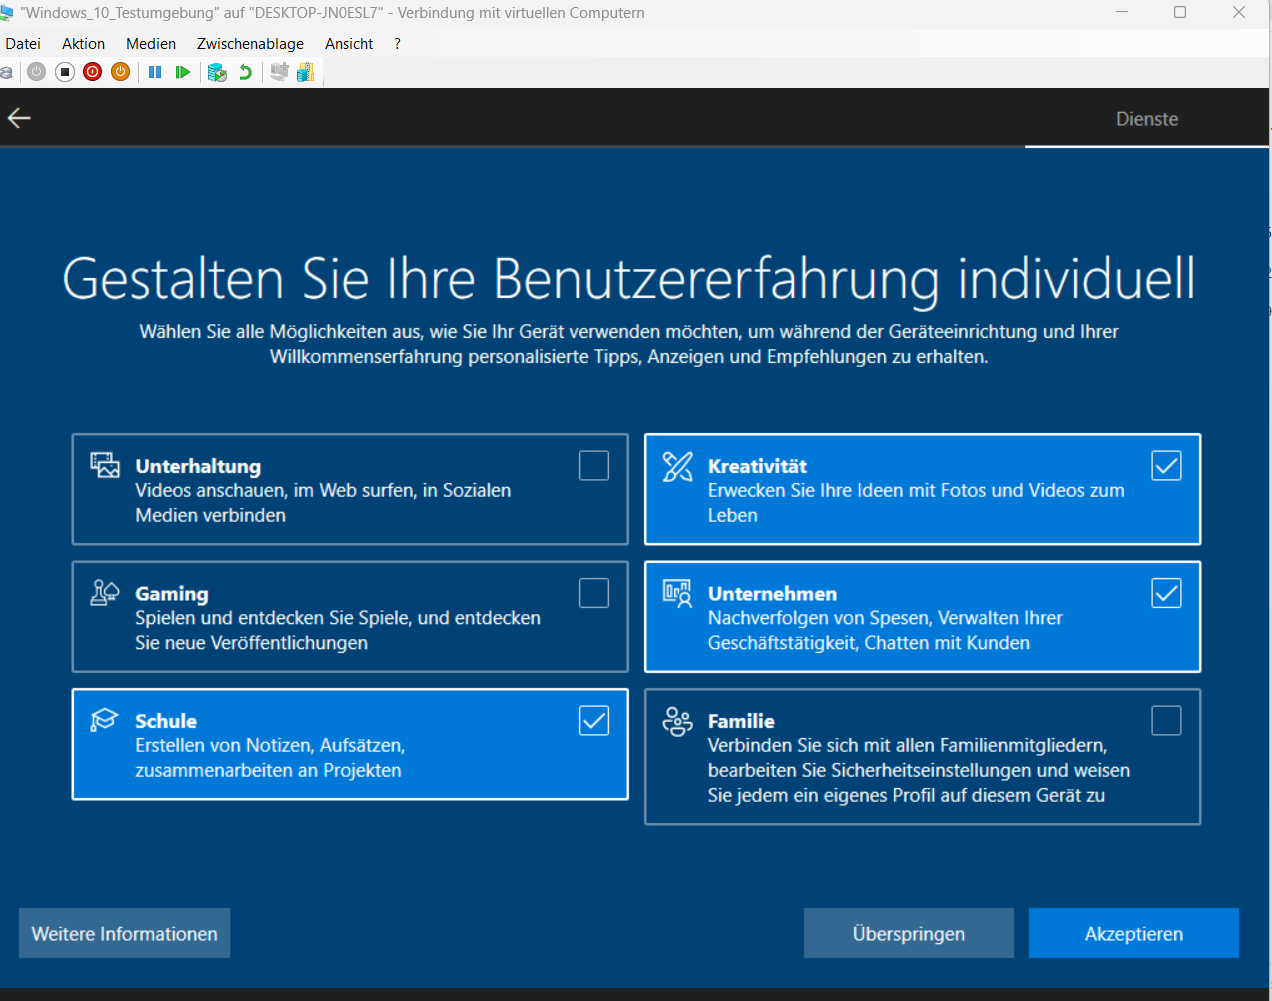 "Windows_10_Testumgebung" auf "DESKTOP-JN0ESL7" - Verbindung mit virtuellen Computern
Datei Aktion Medien Zwischenablage Ansicht ?
Dienste
Gestalten Sie Ihre Benutzererfahrung individuell
Wählen Sie alle Möglichkeiten aus, wie Sie Ihr Gerät verwenden möchten, um während der Geräteeinrichtung und Ihrer
Willkommenserfahrung personalisierte Tipps, Anzeigen und Empfehlungen zu erhalten.
Unterhaltung
Videos anschauen, im Web surfen, in Sozialen
Medien verbinden
Kreativität
Erwecken Sie Ihre Ideen mit Fotos und Videos zum
Leben
Gaming
Spielen und entdecken Sie Spiele, und entdecken
Sie neue Veröffentlichungen
Unternehmen
Nachverfolgen von Spesen, Verwalten Ihrer
Geschäftstätigkeit, Chatten mit Kunden
Schule
Erstellen von Notizen, Aufsätzen,
zusammenarbeiten an Projekten
Familie
Verbinden Sie sich mit allen Familienmitgliedern,
bearbeiten Sie Sicherheitseinstellungen und weisen
Sie jedem ein eigenes Profil auf diesem Gerät zu
Weitere Informationen
Überspringen
Akzeptieren